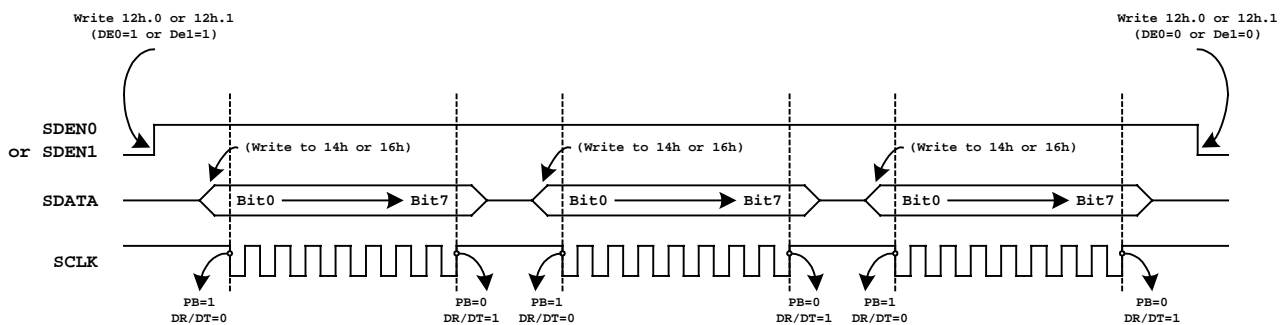 Write 12h.0 or 12h.1
(DE0=1 or De1=1)
Write 12h.0 or 12h.1
(DE0=0 or De1=0)
SDEN0
or SDEN1
(Write to 14h or 16h)
(Write to 14h or 16h)
(Write to 14h or 16h)
SDATA
Bit0
Bit7
Bit0
Bit7
Bit0
Bit7
SCLK
PB=1
DR/DT=0
PB=0
DR/DT=1
PB=1
DR/DT=0
PB=0
DR/DT=1
PB=1
DR/DT=0
PB=0
DR/DT=1